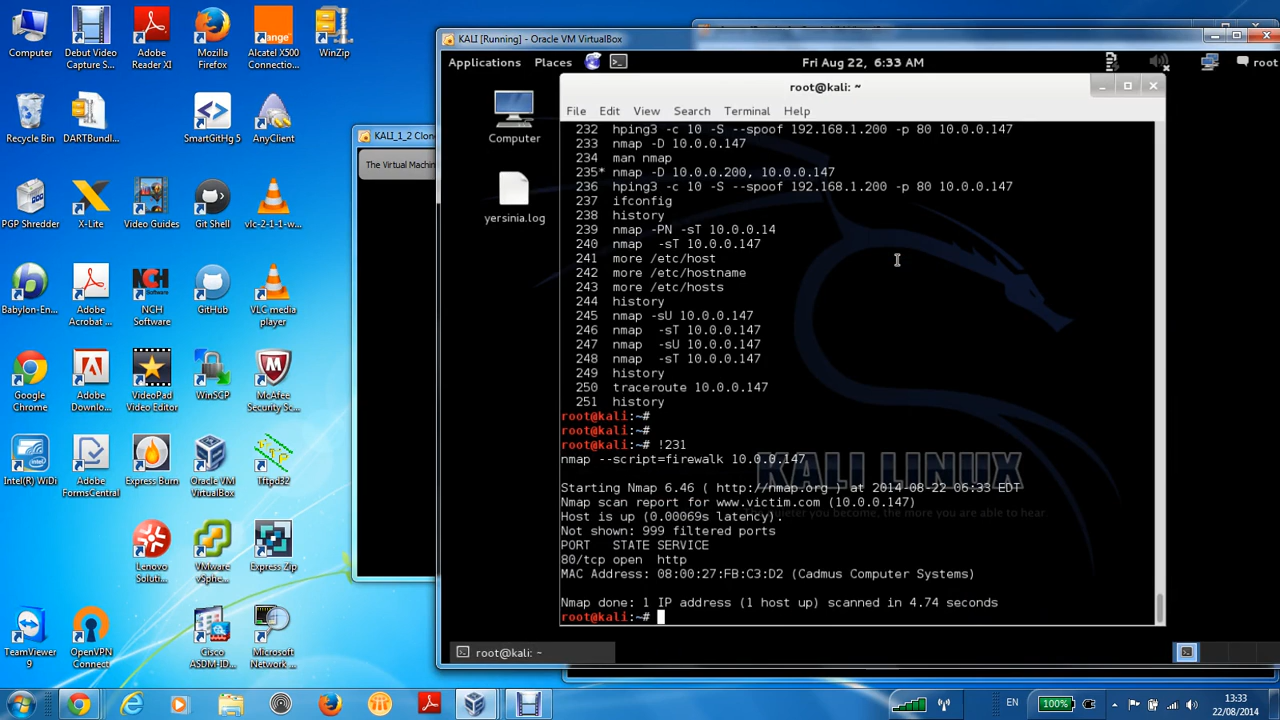 Computer
Debut Video
Capture S...
Adobe
Reader XI
Mozilla
Firefox
Alcatel X500
Connectio...
WinZip
Recycle Bin
DARTBundl...
SmartGitHg 5
AnyClient
PGP Shredder
X-Lite
Video Guides
Git Shell
vlc-2-1-1-w...
Babylon-En...
Adobe
Acrobat ...
NCH
Software
GitHub
VLC media
player
Google
Chrome
Adobe
Downlo...
VideoPad
Video Editor
WinSCP
McAfee
Security Sc...
Intel(R) WiDi
Adobe
FormsCentral
Express Burn
Oracle VM
VirtualBox
Tftpd32
Lenovo
Soluti...
VMware
vSphe...
Express Zip
TeamViewer
9
OpenVPN
Connect
Cisco
ASDM-ID...
Microsoft
Network ...
KALI_1_2 Clone
The Virtual Machin
KALI [Running] - Oracle VM VirtualBox
Applications Places Fri Aug 22, 6:33 AM root
Computer
yersinia.log
root@kali: ~
File Edit View Search Terminal Help
232 hping3 -c 10 -S --spoof 192.168.1.200 -p 80 10.0.0.147
233 nmap -D 10.0.0.147
234 man nmap
235* nmap -D 10.0.0.200, 10.0.0.147
236 hping3 -c 10 -S --spoof 192.168.1.200 -p 80 10.0.0.147
237 ifconfig
238 history
239 nmap -PN -sT 10.0.0.14
240 nmap -sT 10.0.0.147
241 more /etc/host
242 more /etc/hostname
243 more /etc/hosts
244 history
245 nmap -sU 10.0.0.147
246 nmap -sT 10.0.0.147
247 nmap -sU 10.0.0.147
248 nmap -sT 10.0.0.147
249 history
250 traceroute 10.0.0.147
251 history
root@kali:~#
root@kali:~#
root@kali:~# !231
nmap --script=firewalk 10.0.0.147
KALI LINUX
Starting Nmap 6.46 ( http://nmap.org ) at 2014-08-22 06:33 EDT
Nmap scan report for www.victim.com (10.0.0.147)
Host is up (0.00069s latency).
the more you are able to hear.
Not shown: 999 filtered ports
PORT STATE SERVICE
80/tcp open http
MAC Address: 08:00:27:FB:C3:D2 (Cadmus Computer Systems)
Nmap done: 1 IP address (1 host up) scanned in 4.74 seconds
root@kali:~#
root@kali: ~
EN 100% 13:33
22/08/2014